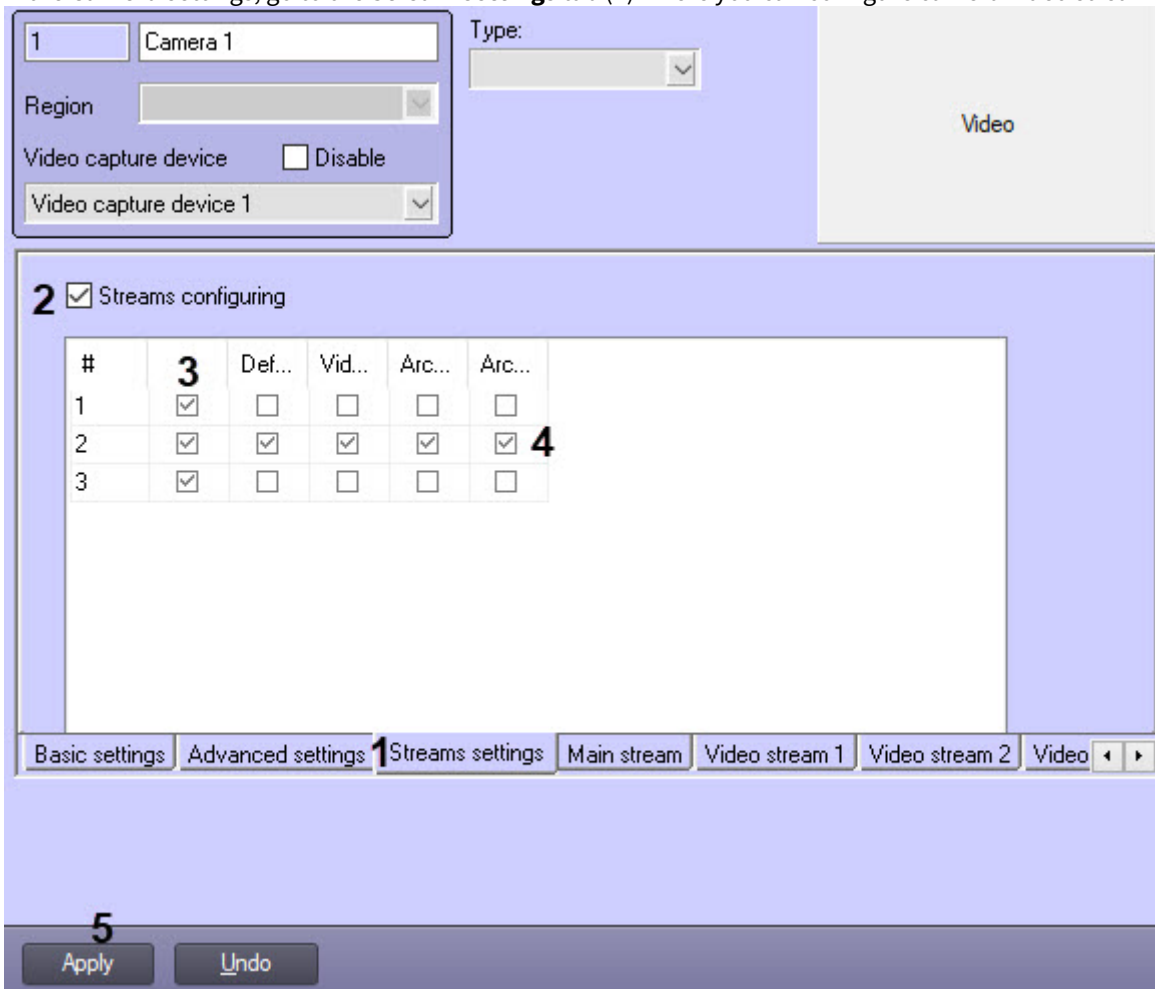 1 Camera 1 Type:
Region
Video
Video capture device Disable
Video capture device 1
2 Streams configuring
# 3 Def... Vid... Arc... Arc...
1
2 4
3
Basic settings Advanced settings 1 Streams settings Main stream Video stream 1 Video stream 2 Video
5
Apply Undo